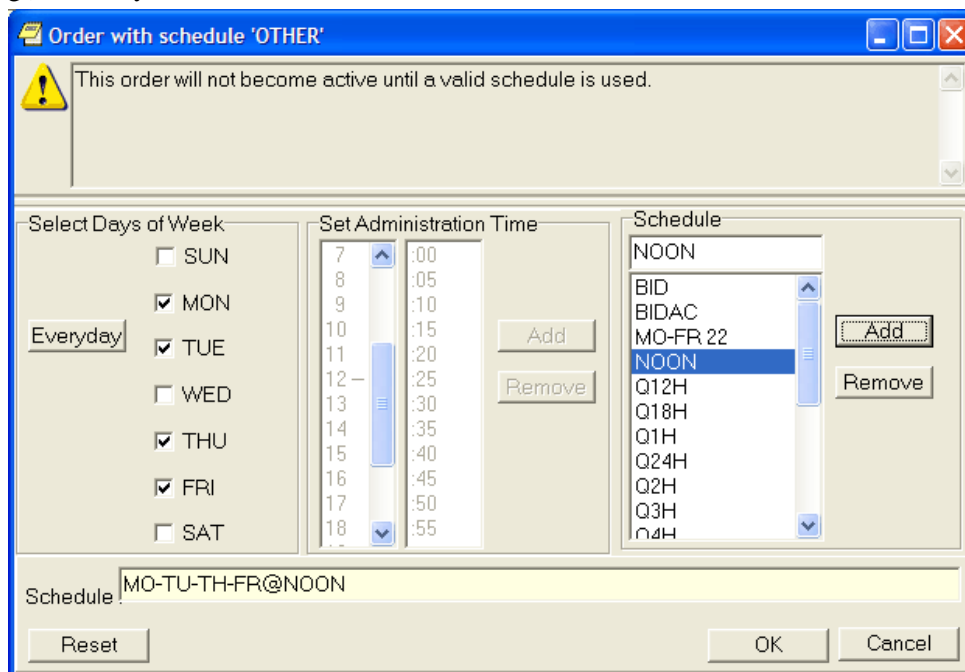 Order with schedule 'OTHER'
This order will not become active until a valid schedule is used.
Select Days of Week
SUN
MON
Everyday
TUE
WED
THU
FRI
SAT
Set Administration Time
7 :00
8 :05
9 :10
10 :15
11 :20
12 – :25
13 :30
14 :35
15 :40
16 :45
17 :50
18 :55
Add
Remove
Schedule
NOON
BID
BIDAC
MO-FR 22
NOON
Q12H
Q18H
Q1H
Q24H
Q2H
Q3H
Q4H
Add
Remove
Schedule : MO-TU-TH-FR@NOON
Reset OK Cancel